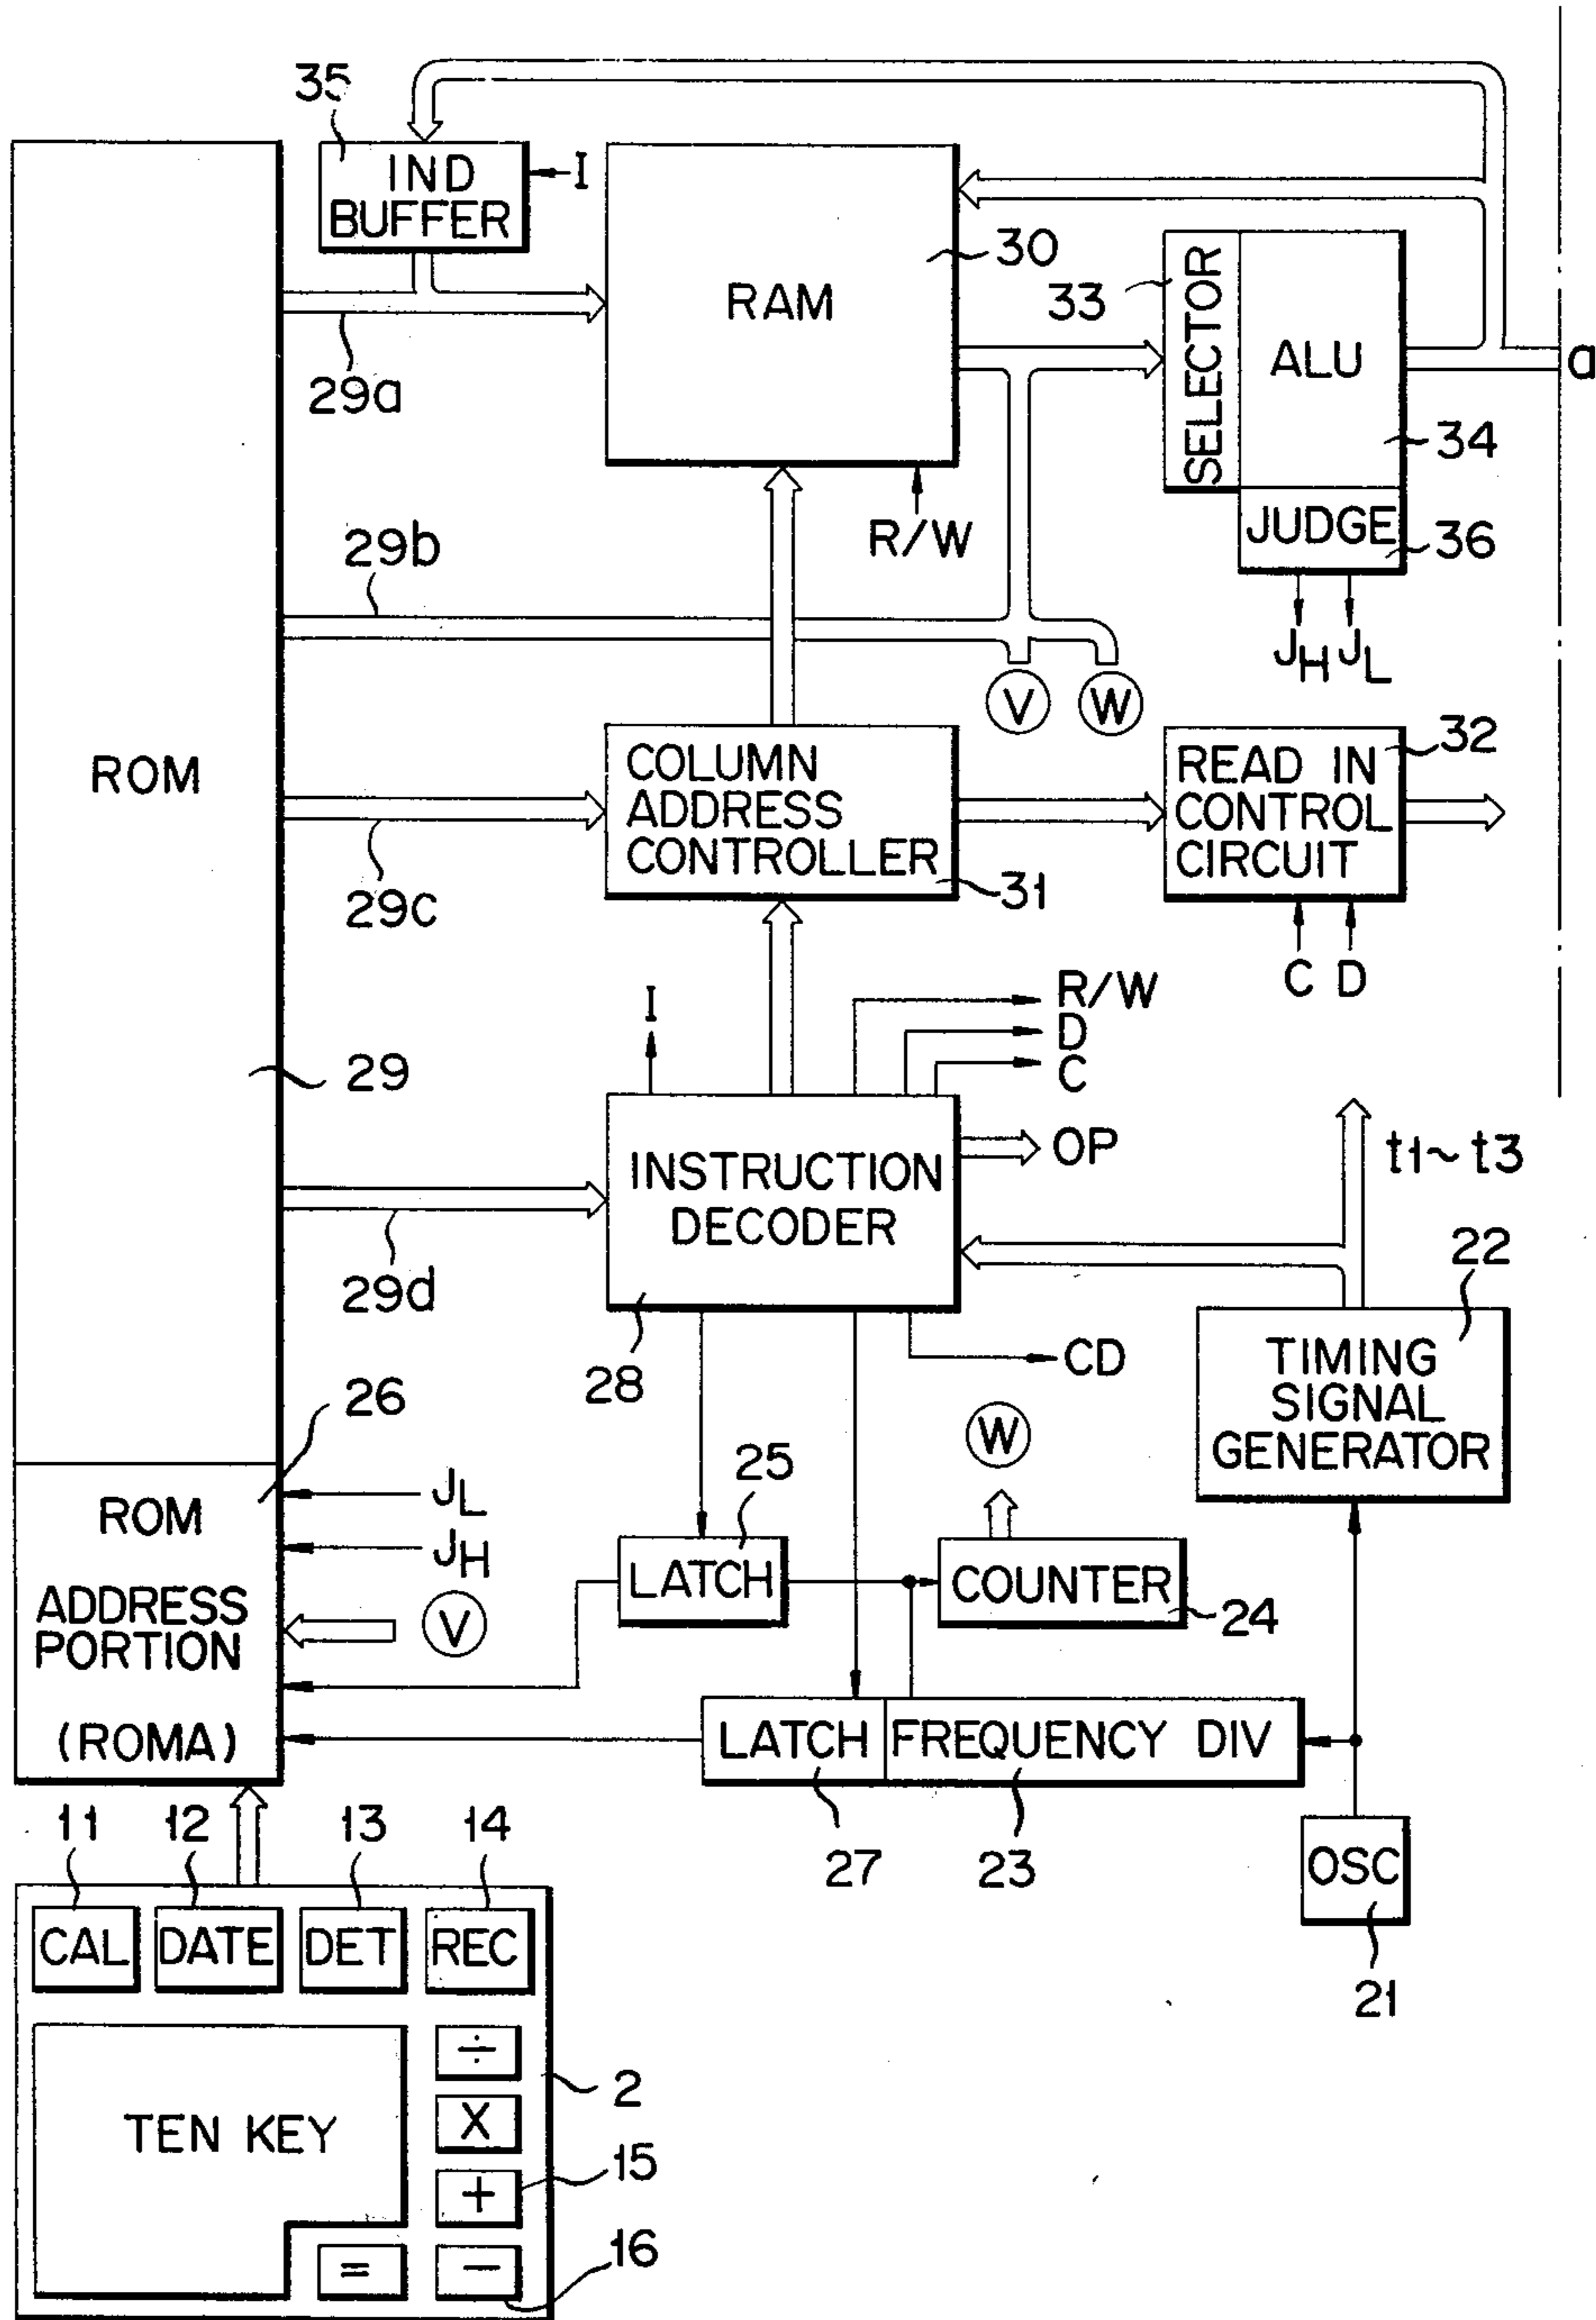 35
IND
BUFFER
I
RAM
30
33
SELECTOR
ALU
a
34
JUDGE
36
JH JL
29a
R/W
29b
V
W
ROM
COLUMN
ADDRESS
CONTROLLER
31
READ IN
CONTROL
CIRCUIT
32
29c
C D
I
R/W
D
C
29
OP
INSTRUCTION
DECODER
t1~t3
29d
28
CD
22
TIMING
SIGNAL
GENERATOR
26
W
25
JL
JH
V
ROM
ADDRESS
PORTION
(ROMA)
LATCH
COUNTER
24
LATCH
FREQUENCY DIV
27
23
OSC
21
11
12
13
14
CAL
DATE
DET
REC
÷
2
TEN KEY
X
15
+
16
=
−